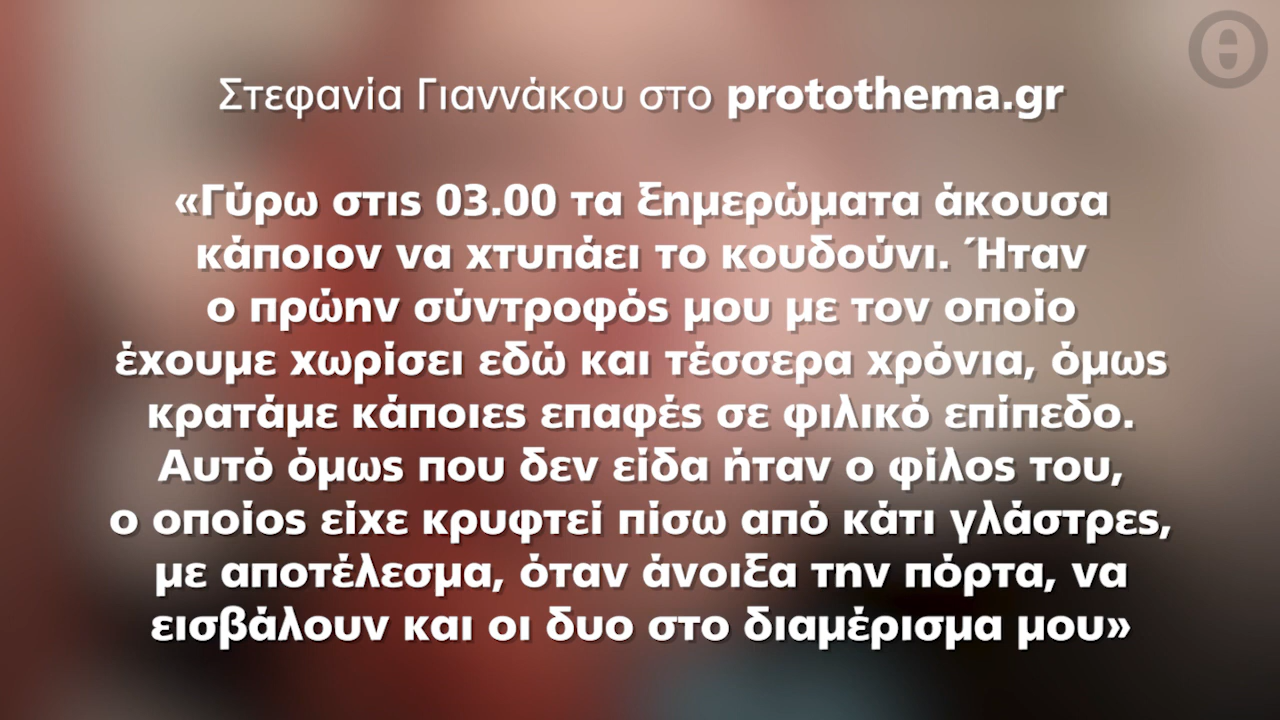 Στεφανία Γιαννάκου στο protothema.gr
«Γύρω στις 03.00 τα ξημερώματα άκουσα
κάποιον να χτυπάει το κουδούνι. Ήταν
ο πρώην σύντροφός μου με τον οποίο
έχουμε χωρίσει εδώ και τέσσερα χρόνια, όμως
κρατάμε κάποιες επαφές σε φιλικό επίπεδο.
Αυτό όμως που δεν είδα ήταν ο φίλος του,
ο οποίος είχε κρυφτεί πίσω από κάτι γλάστρες,
με αποτέλεσμα, όταν άνοιξα την πόρτα, να
εισβάλουν και οι δυο στο διαμέρισμα μου»